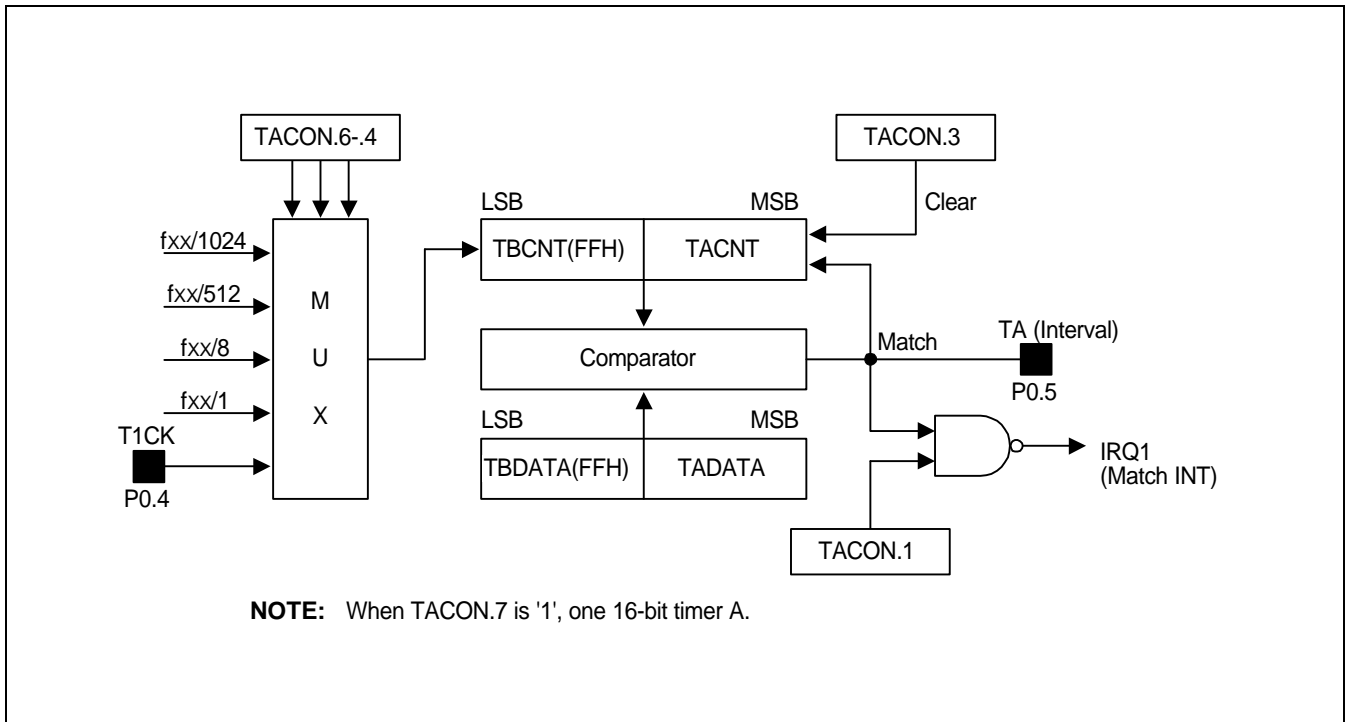 TACON.6-.4
TACON.3
Clear
LSB MSB
TBCNT(FFH) TACNT
fxx/1024
fxx/512
fxx/8
fxx/1
T1CK
P0.4
M
U
X
Comparator
Match
TA (Interval)
P0.5
LSB MSB
TBDATA(FFH) TADATA
IRQ1
(Match INT)
TACON.1
NOTE: When TACON.7 is '1', one 16-bit timer A.